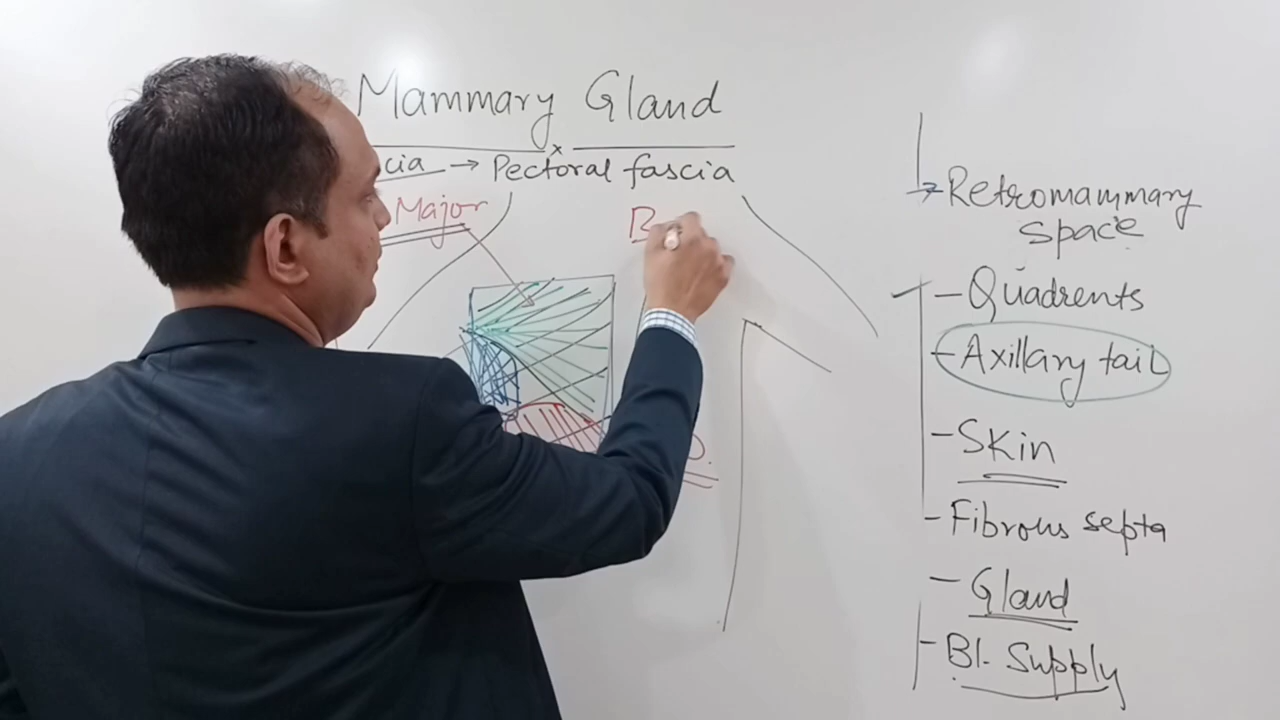 Mammary Gland
cia → Pectoral fascia
Major
B
→ Retromammary
space
- Quadrents
- Axillary tail
- Skin
- Fibrous septa
- Gland
- Bl. Supply
O.